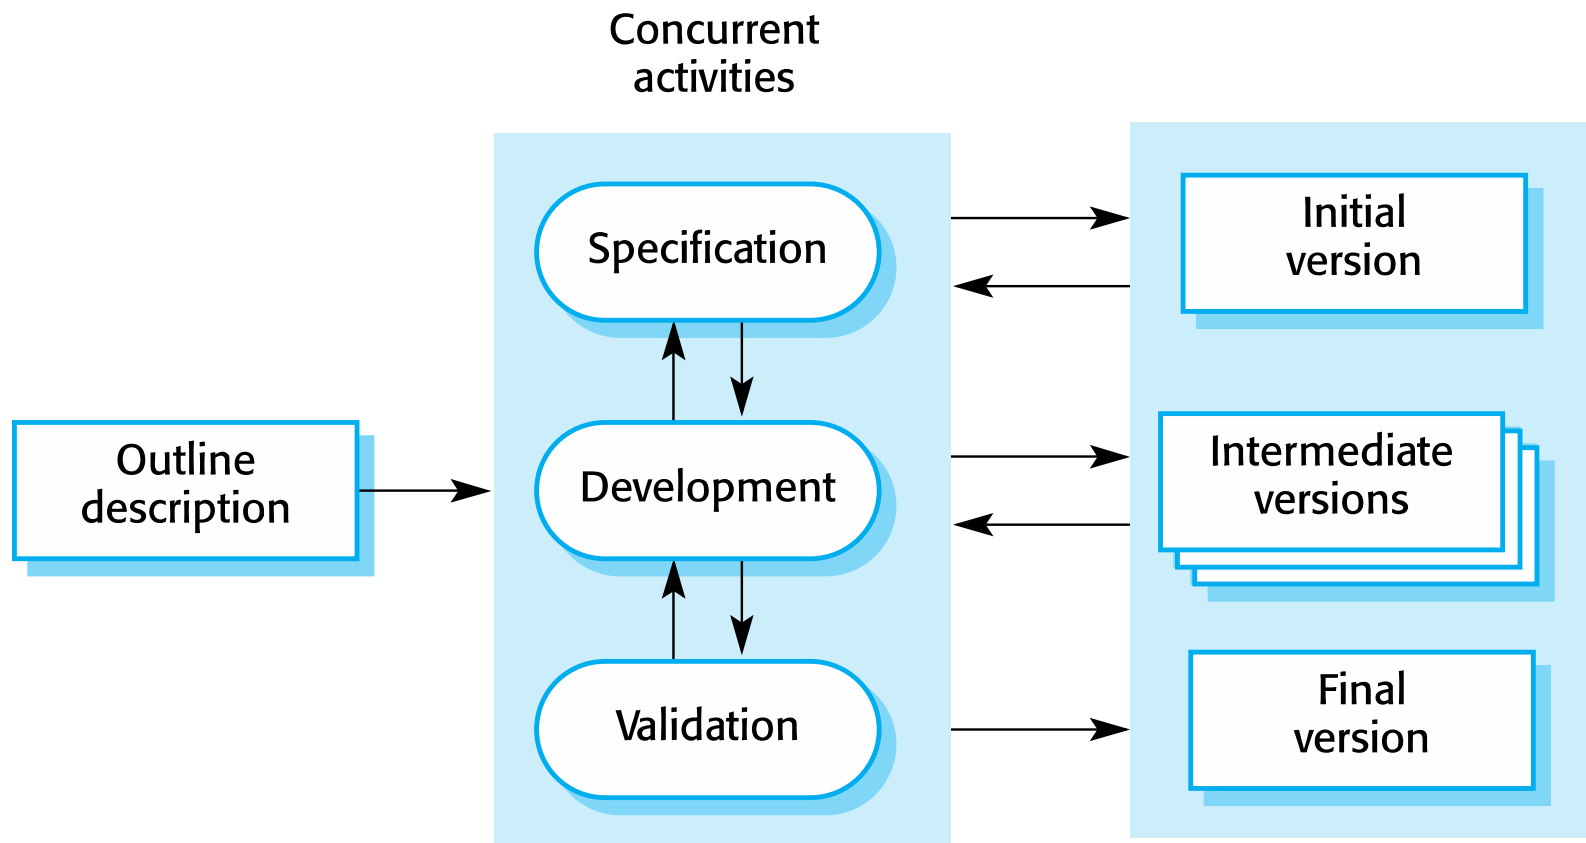 Concurrent
activities
Outline
description
Specification
Development
Validation
Initial
version
Intermediate
versions
Final
version